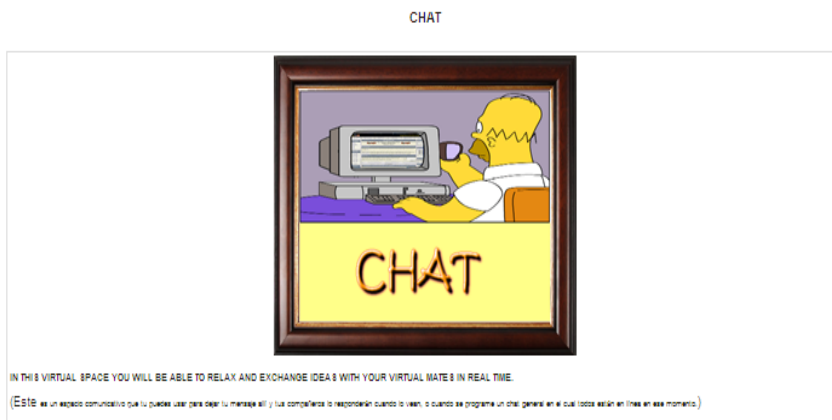 CHAT
CHAT
IN THIS VIRTUAL SPACE YOU WILL BE ABLE TO RELAX AND EXCHANGE IDEAS WITH YOUR VIRTUAL MATES IN REAL TIME.
(Este es un espacio comunicativo que tu puedes usar para dejar tu mensaje allí y tus compañeros lo responderán cuando lo vean, o cuando se programe un chat general en el cual todos estén en línea en ese momento.)